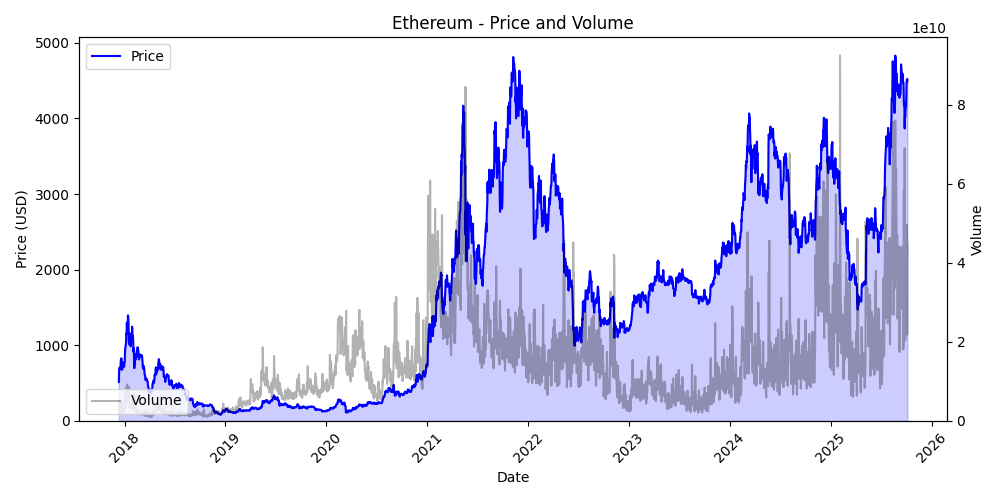 Ethereum - Price and Volume
1e10
Price
Volume
5000
4000
3000
2000
1000
0
Price (USD)
8
6
4
2
0
Volume
2018
2019
2020
2021
2022
2023
2024
2025
2026
Date